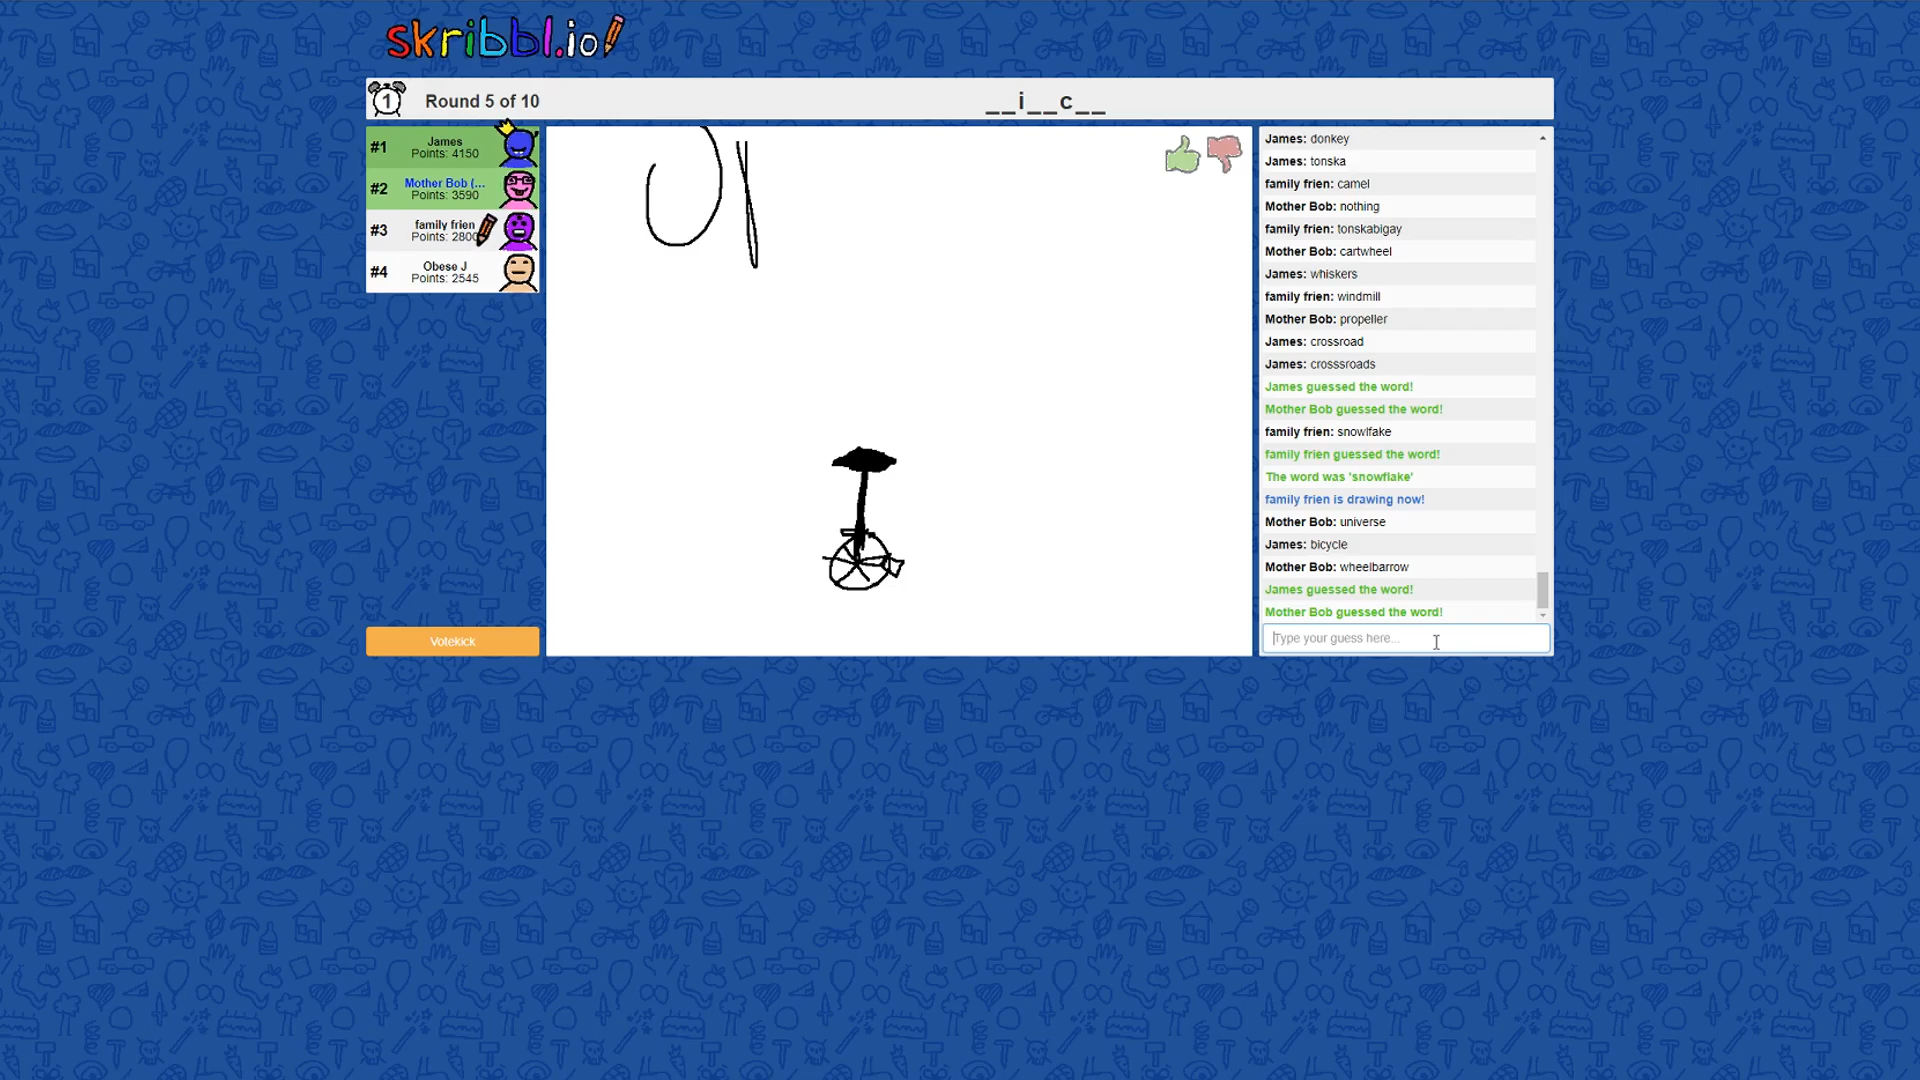 skribbl.io
1
Round 5 of 10
__i__c__
#1
James
Points: 4150
#2
Mother Bob (...
Points: 3590
#3
family frien
Points: 2800
#4
Obese J
Points: 2545
Votekick
James: donkey
James: tonska
family frien: camel
Mother Bob: nothing
family frien: tonskabigay
Mother Bob: cartwheel
James: whiskers
family frien: windmill
Mother Bob: propeller
James: crossroad
James: crosssroads
James guessed the word!
Mother Bob guessed the word!
family frien: snowlfake
family frien guessed the word!
The word was 'snowflake'
family frien is drawing now!
Mother Bob: universe
James: bicycle
Mother Bob: wheelbarrow
James guessed the word!
Mother Bob guessed the word!
Type your guess here...